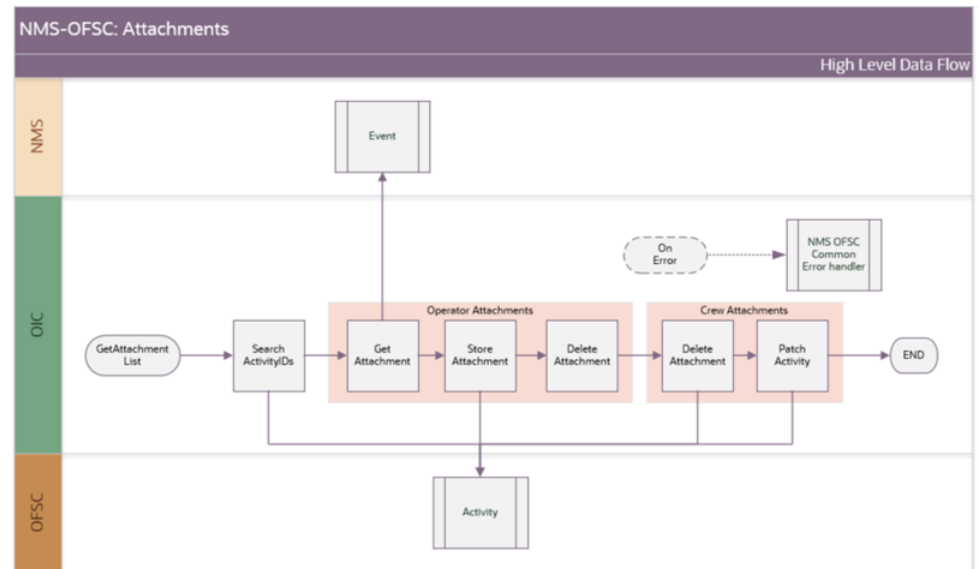 NMS-OFSC: Attachments
High Level Data Flow
NMS
Event
OIC
On
Error
NMS OFSC
Common
Error handler
Operator Attachments
Crew Attachments
GetAttachment
List
Search
ActivityIDs
Get
Attachment
Store
Attachment
Delete
Attachment
Delete
Attachment
Patch
Activity
END
OFSC
Activity